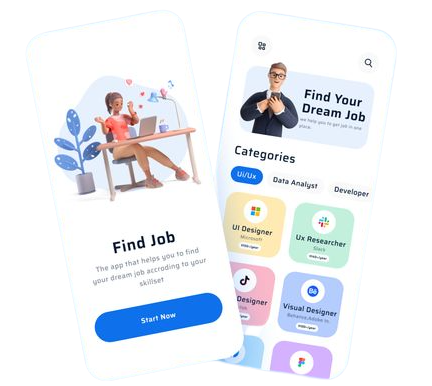 Find Job
The app that helps you to find
your dream job accroding to your
skillset
Start Now
Find Your
Dream Job
we help you to get job in one
place.
Categories
Ui/Ux
Data Analyst
Developer
UI Designer
Microsoft
Ux Researcher
Slack
Designer
Visual Designer
Behance Adobe in